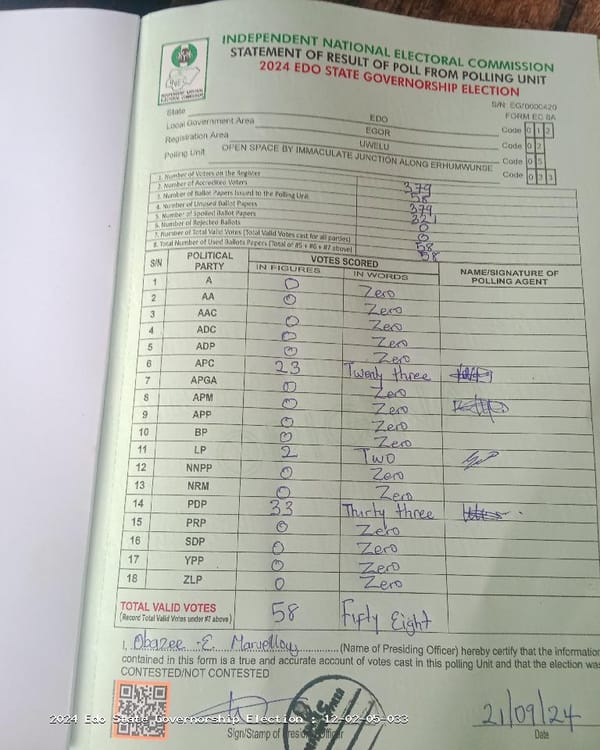 INDEPENDENT NATIONAL ELECTORAL COMMISSION
STATEMENT OF RESULT OF POLL FROM POLLING UNIT
2024 EDO STATE GOVERNORSHIP ELECTION
S/N: EG/0000420
FORM EC 8A
State EDO Code 1 2
Local Government Area EGOR Code 0
Registration Area UWELU Code 0
Polling Unit OPEN SPACE BY IMMACULATE JUNCTION ALONG ERHUMWUNSE Code 0 3 3
1. Number of Voters on the Register 379
2. Number of Accredited Voters 58
3. Number of Ballot Papers Issued to the Polling Unit 379
4. Number of Unused Ballot Papers 321
5. Number of Spoiled Ballot Papers 0
6. Number of Rejected Ballots 0
7. Number of Total Valid Votes (Total Valid Votes cast for all parties) 58
8. Total Number of Used Ballots Papers (Total of #5 + #6 + #7 above) 58
S/N POLITICAL PARTY VOTES SCORED NAME/SIGNATURE OF POLLING AGENT
IN FIGURES IN WORDS
1 A 0 Zero
2 AA 0 Zero
3 AAC 0 Zero
4 ADC 0 Zero
5 ADP 0 Zero
6 APC 23 Twenty three
7 APGA 0 Zero
8 APM 0 Zero
9 APP 0 Zero
10 BP 0 Zero
11 LP 2 Two
12 NNPP 0 Zero
13 NRM 0 Zero
14 PDP 33 Thirty three
15 PRP 0 Zero
16 SDP 0 Zero
17 YPP 0 Zero
18 ZLP 0 Zero
TOTAL VALID VOTES 58 Fifty Eight
(Record Total Valid Votes under #7 above)
I, Obazee -E. Marvellous (Name of Presiding Officer) hereby certify that the information
contained in this form is a true and accurate account of votes cast in this polling Unit and that the election was
CONTESTED/NOT CONTESTED
2024 Edo State Governorship Election : 12-02-05-033
21/09/24
Sign/Stamp of Presiding Officer Date